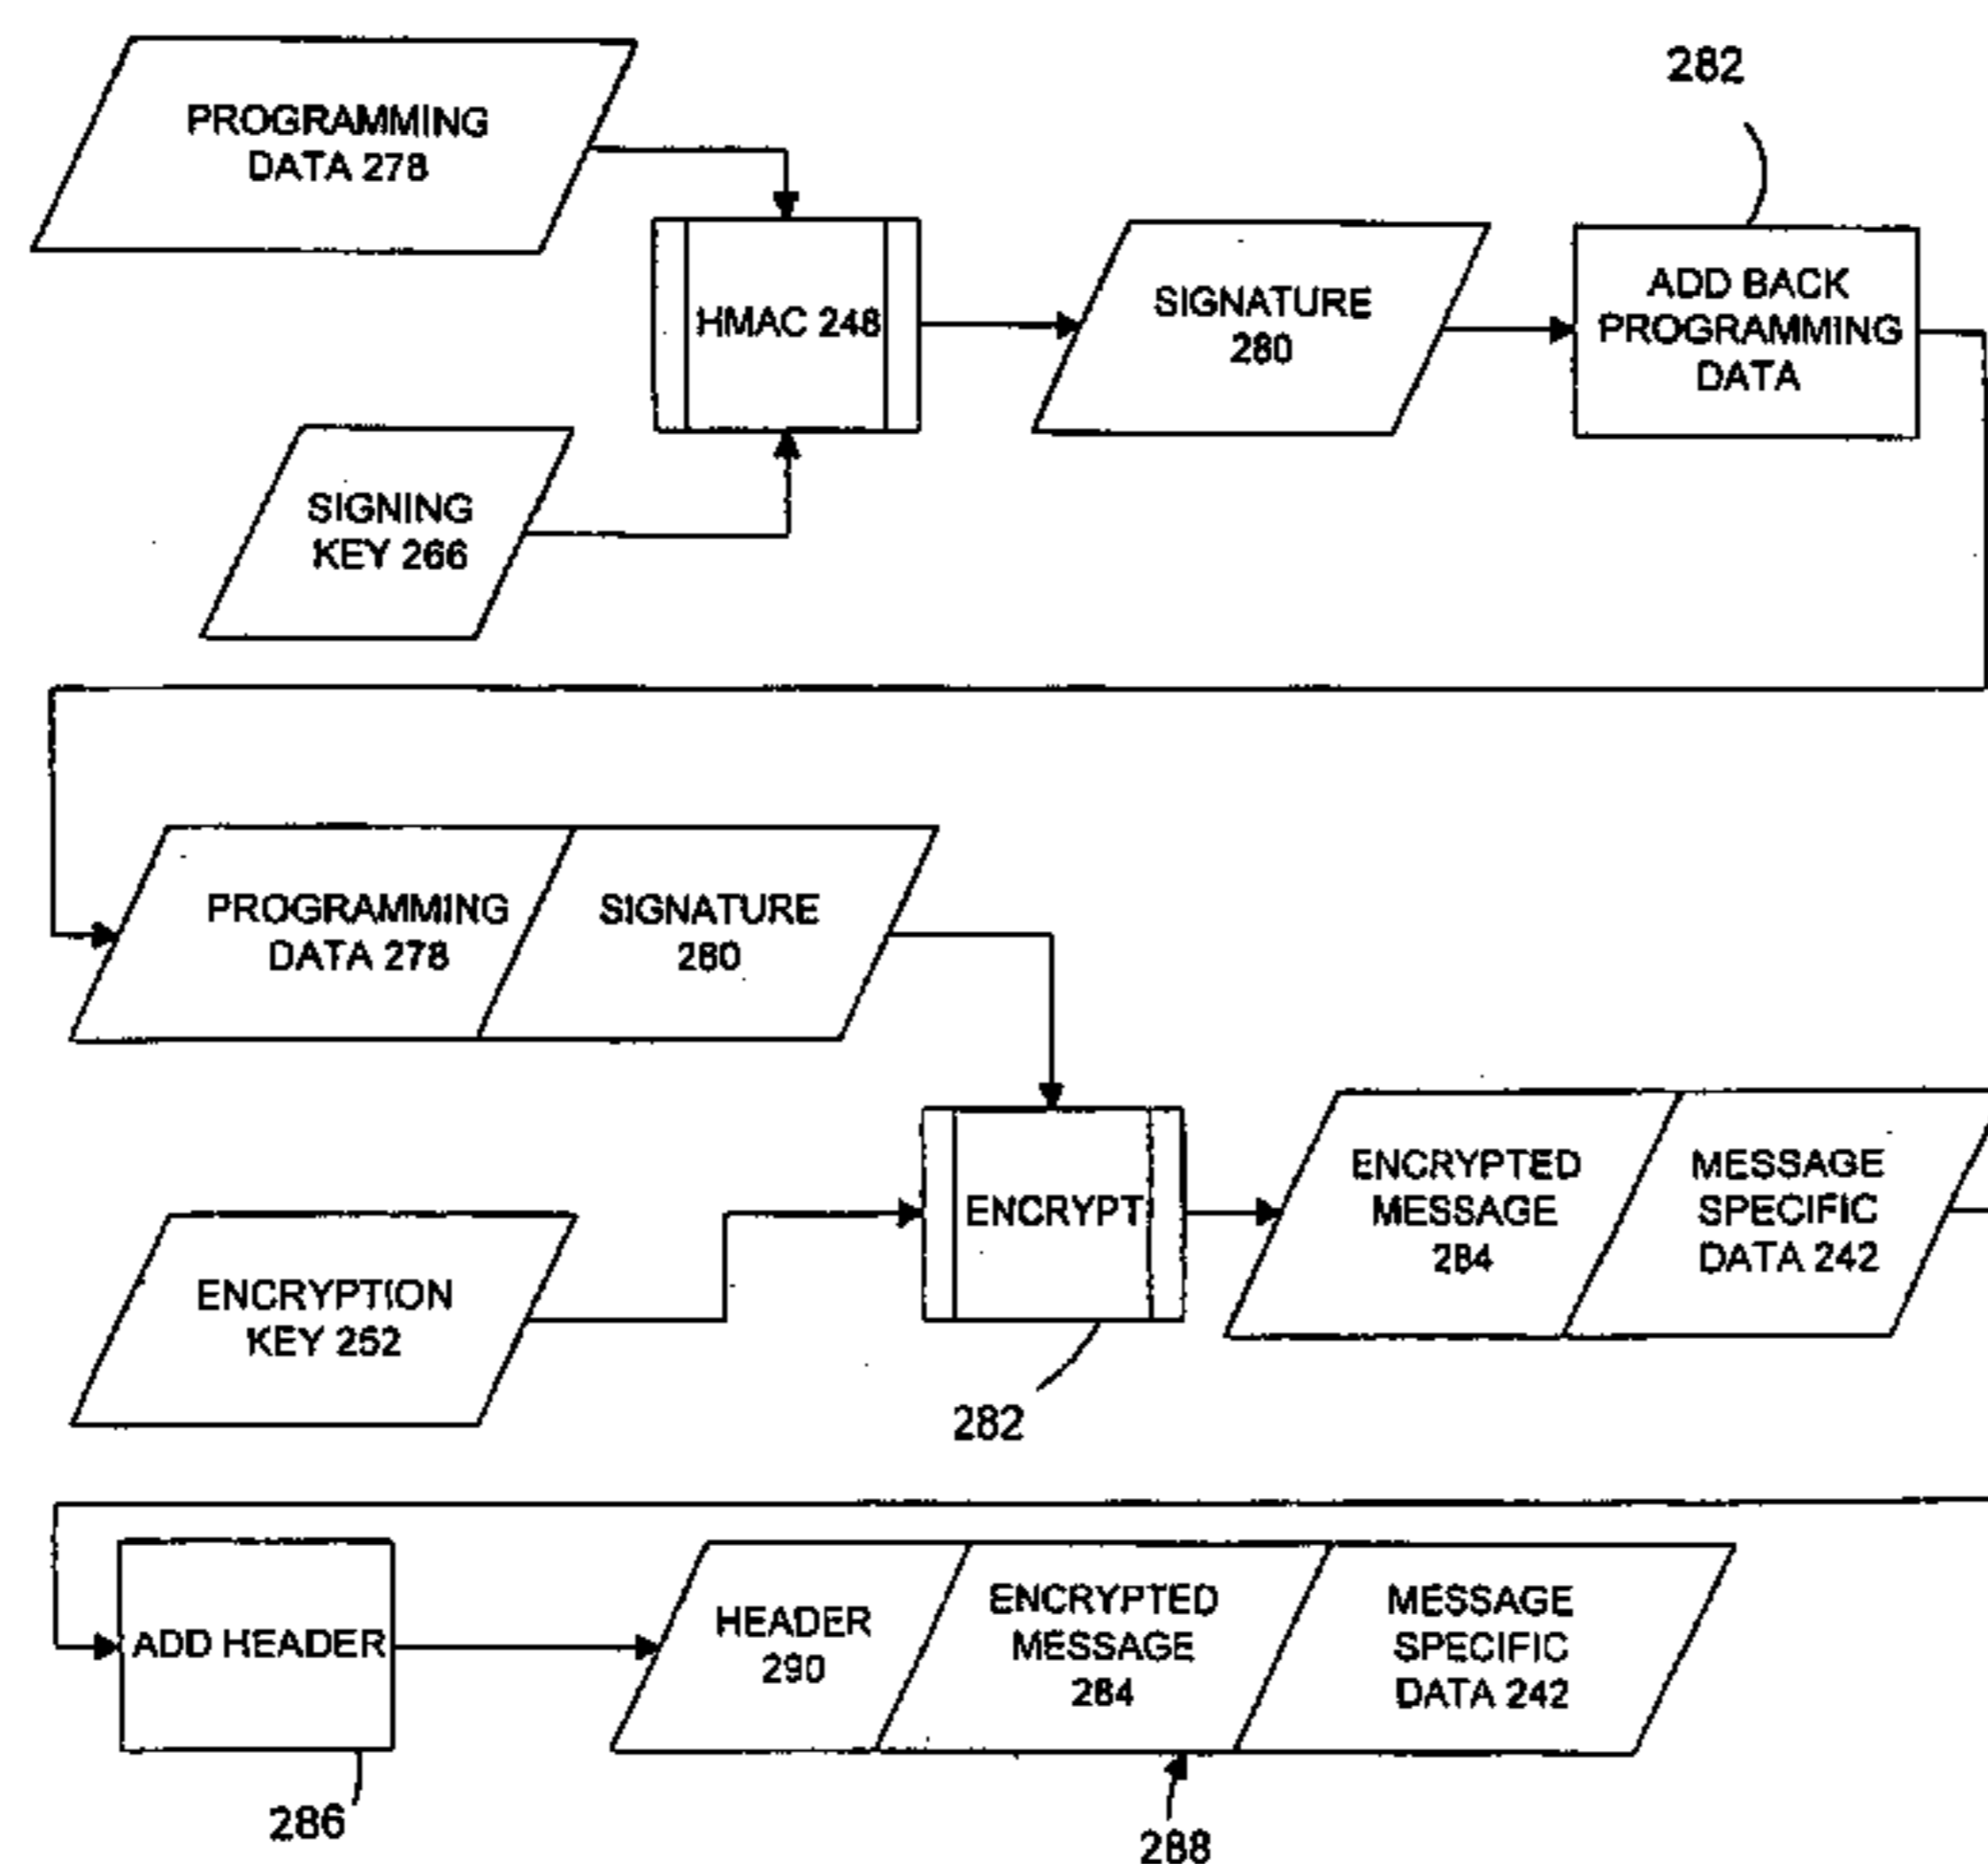 282
PROGRAMMING
DATA 278
HMAC 248
SIGNATURE
280
ADD BACK
PROGRAMMING
DATA
SIGNING
KEY 266
PROGRAMMING
DATA 278
SIGNATURE
280
ENCRYPT
ENCRYPTED
MESSAGE
284
MESSAGE
SPECIFIC
DATA 242
ENCRYPTION
KEY 252
282
ADD HEADER
HEADER
290
ENCRYPTED
MESSAGE
284
MESSAGE
SPECIFIC
DATA 242
286
288